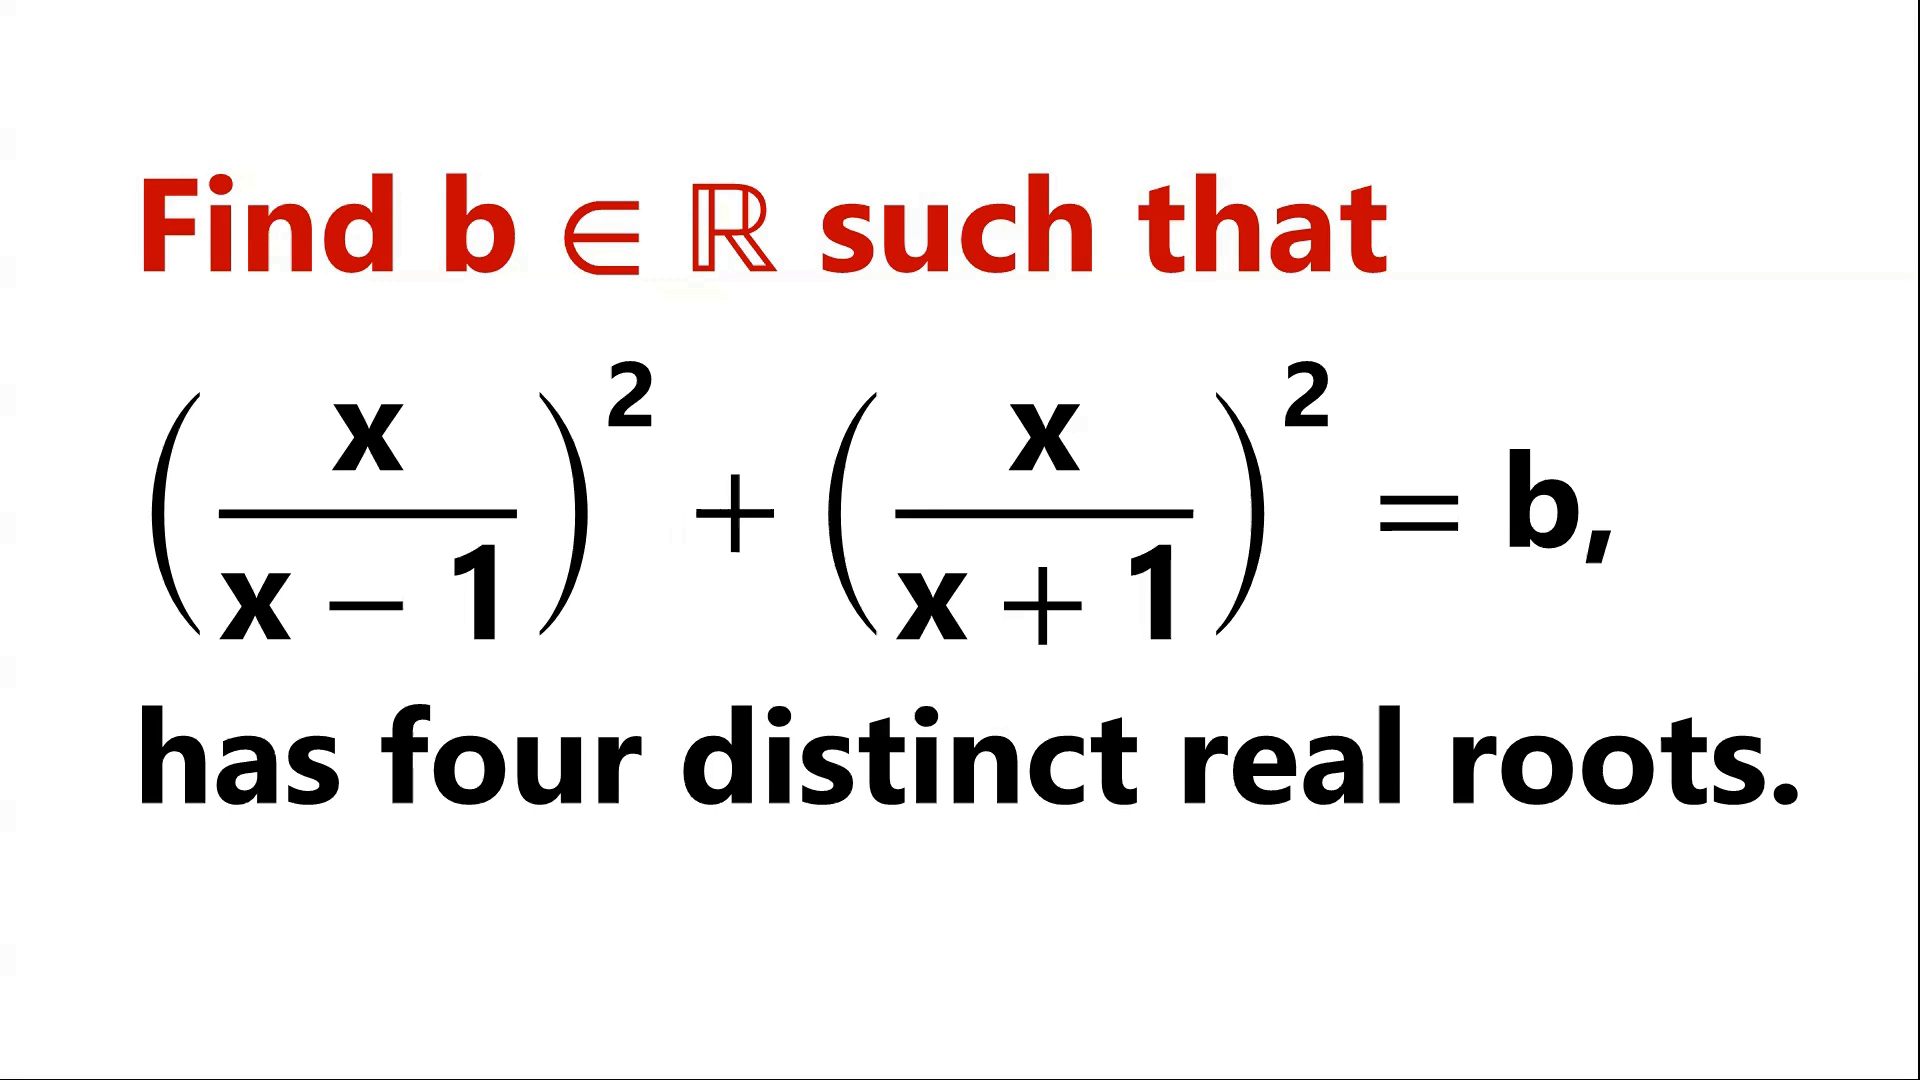 Find b ∈ ℝ such that
(x/(x − 1))² + (x/(x + 1))² = b,
has four distinct real roots.